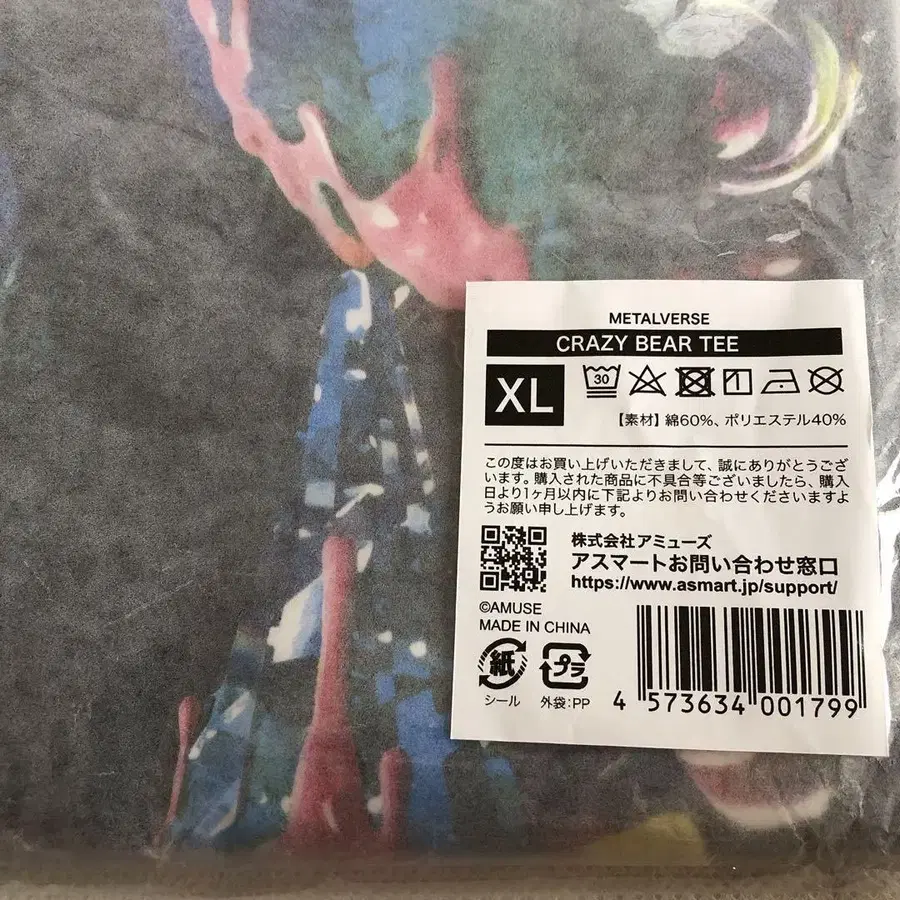 METALVERSE
CRAZY BEAR TEE
XL
30
【素材】綿60%、ポリエステル40%
この度はお買い上げいただきまして、誠にありがとうござ
います。購入された商品に不具合等ございましたら、購入
日より1ヶ月以内に下記よりお問い合わせくださいますよ
うお願い申し上げます。
株式会社アミューズ
アスマートお問い合わせ窓口
https://www.asmart.jp/support/
©AMUSE
MADE IN CHINA
紙 プラ
シール 外袋:PP
4 573634 001799